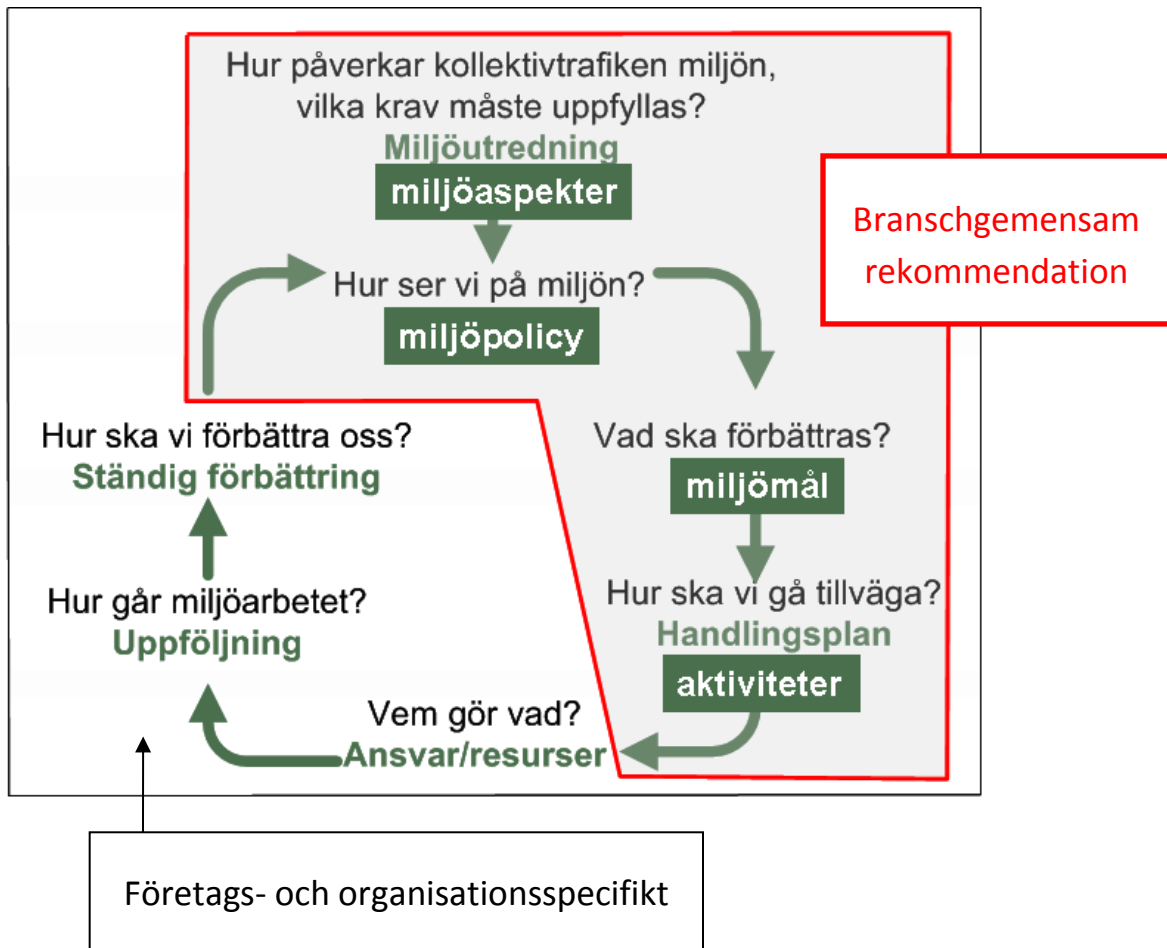 Hur påverkar kollektivtrafiken miljön,
vilka krav måste uppfyllas?
Miljöutredning
miljöaspekter
Branschgemensam
rekommendation
Hur ser vi på miljön?
miljöpolicy
Hur ska vi förbättra oss?
Ständig förbättring
Vad ska förbättras?
miljömål
Hur går miljöarbetet?
Uppföljning
Hur ska vi gå tillväga?
Handlingsplan
aktiviteter
Vem gör vad?
Ansvar/resurser
Företags- och organisationsspecifikt